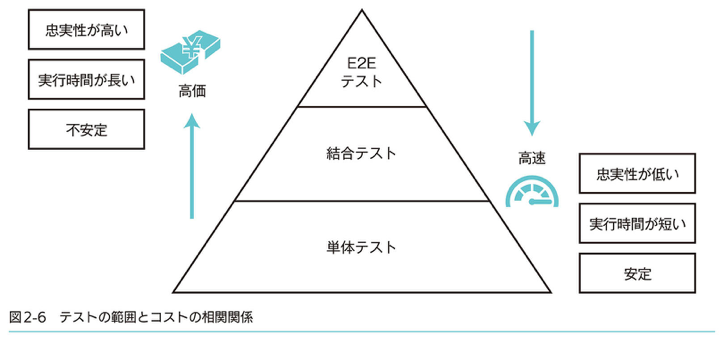 忠実性が高い
実行時間が長い
不安定
¥
高価
E2E
テスト
結合テスト
単体テスト
高速
忠実性が低い
実行時間が短い
安定
図2-6 テストの範囲とコストの相関関係